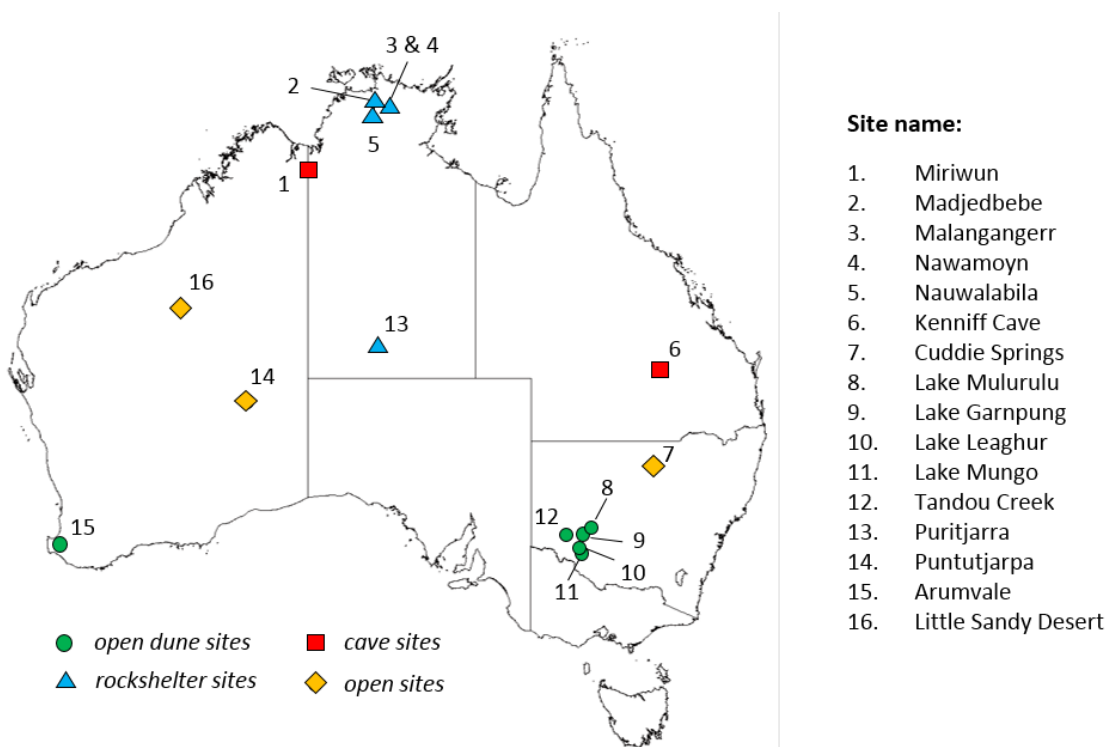 3 & 4
2
5
1
16
13
6
14
7
8
12
15
9
10
11
open dune sites
cave sites
rockshelter sites
open sites
Site name:
1. Miriwun
2. Madjedbebe
3. Malangangerr
4. Nawamoyn
5. Nauwalabila
6. Kenniff Cave
7. Cuddie Springs
8. Lake Mulurulu
9. Lake Garnpung
10. Lake Leaghur
11. Lake Mungo
12. Tandou Creek
13. Puritjarra
14. Puntutjarpa
15. Arumvale
16. Little Sandy Desert